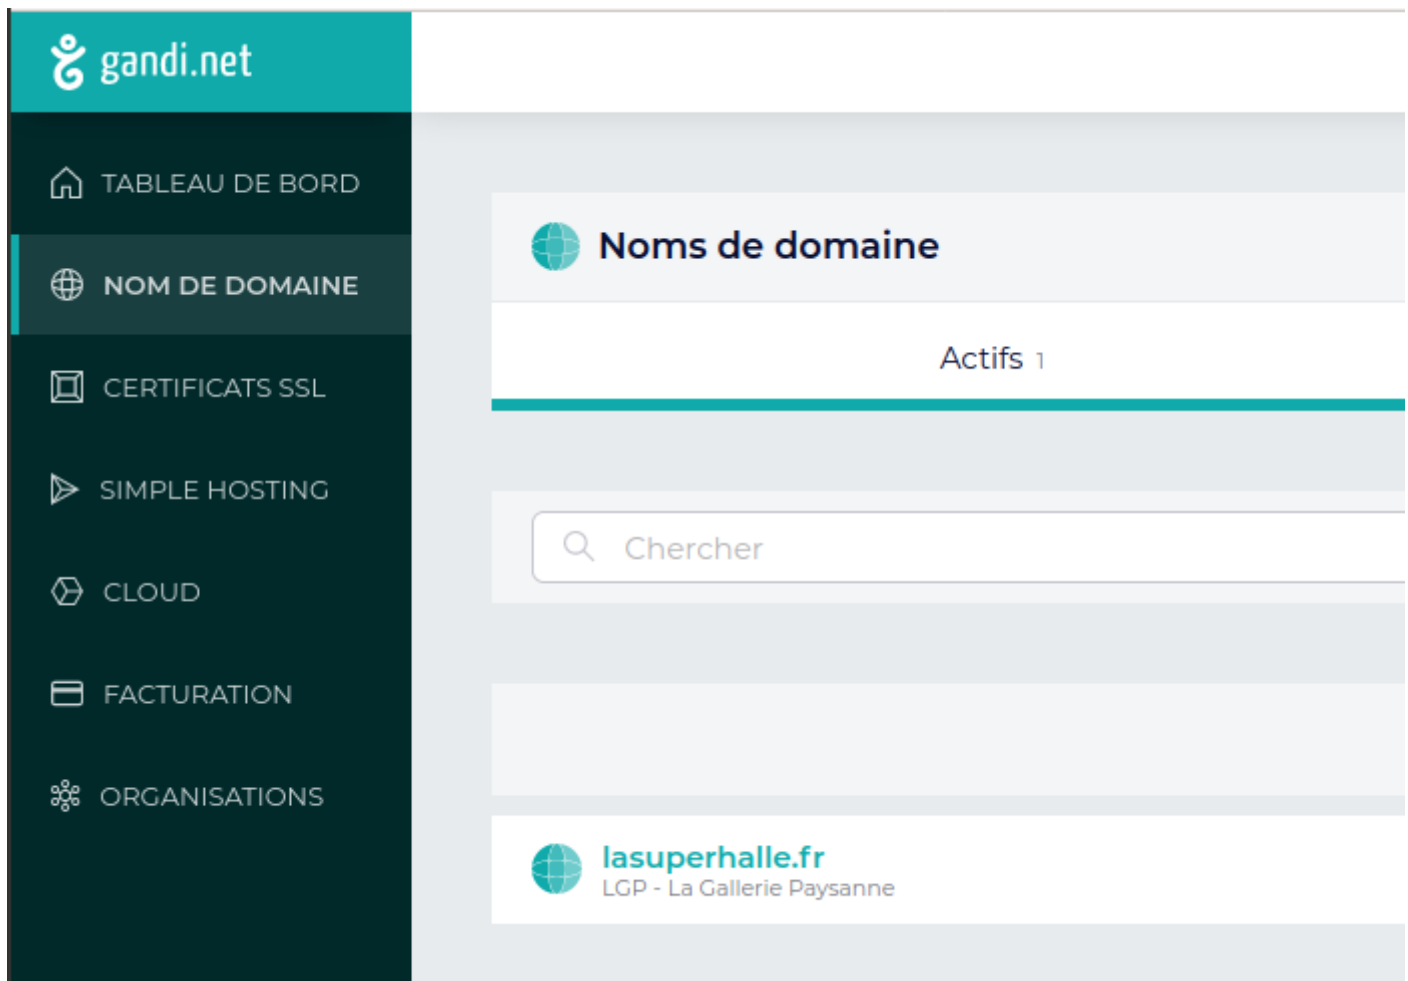 gandi.net
TABLEAU DE BORD
NOM DE DOMAINE
CERTIFICATS SSL
SIMPLE HOSTING
CLOUD
FACTURATION
ORGANISATIONS
Noms de domaine
Actifs 1
Chercher
lasuperhalle.fr
LGP - La Gallerie Paysanne